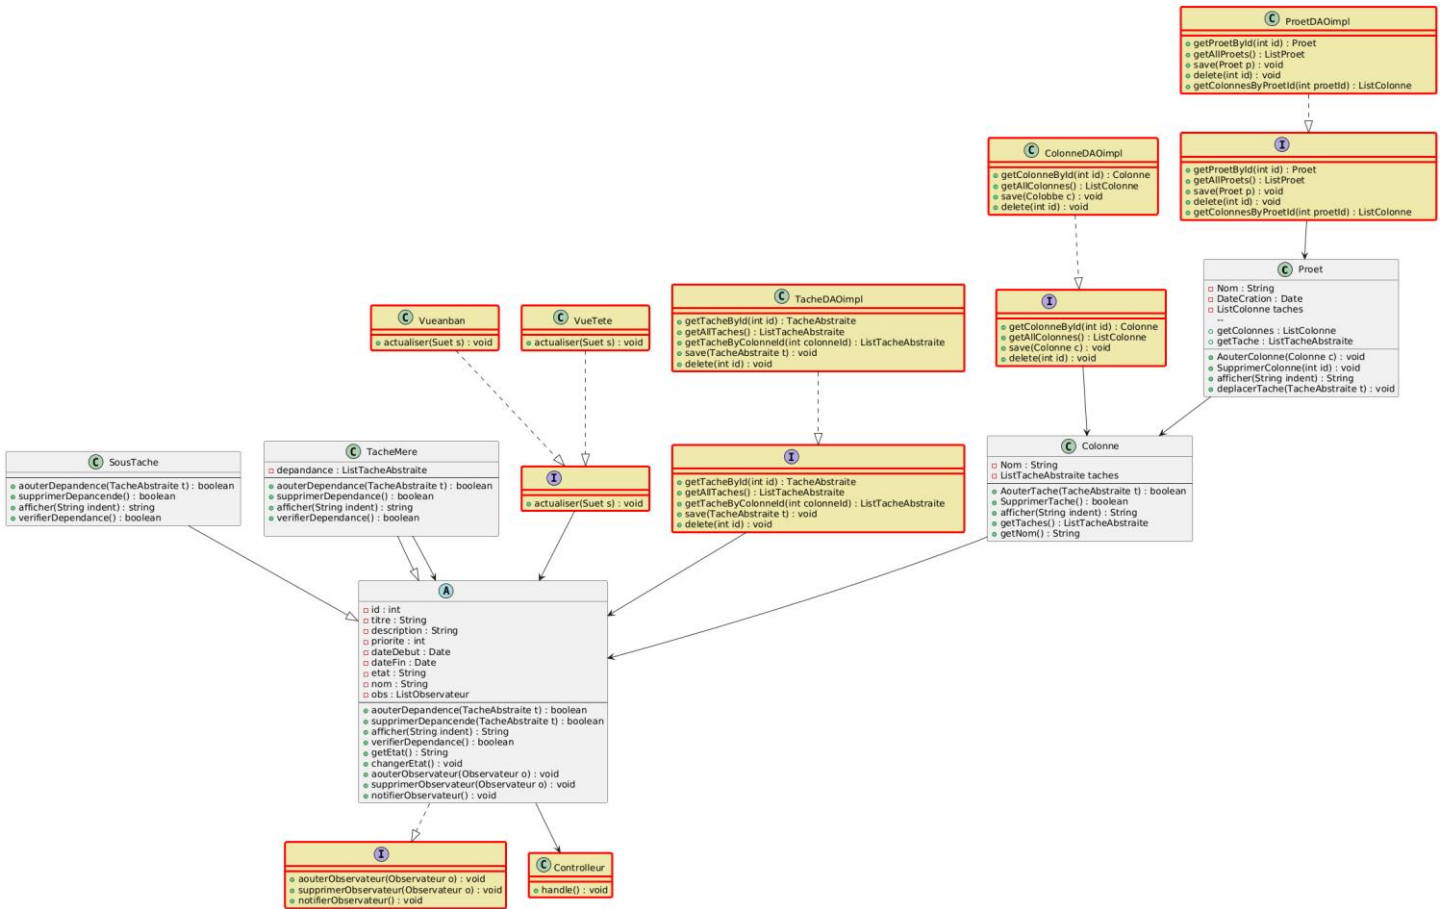 C ProetDAOimpl
getProetById(int id) : Proet
getAllProets() : ListProet
save(Proet p) : void
delete(int id) : void
getColonnesByProetId(int proetId) : ListColonne
C ColonneDAOimpl
getColonneById(int id) : Colonne
getAllColonnes() : ListColonne
save(Colobbe c) : void
delete(int id) : void
I
getProetById(int id) : Proet
getAllProets() : ListProet
save(Proet p) : void
delete(int id) : void
getColonnesByProetId(int proetId) : ListColonne
C Proet
Nom : String
DateCration : Date
ListColonne taches
--
getColonnes : ListColonne
getTache : ListTacheAbstraite
AouterColonne(Colonne c) : void
SupprimerColonne(int id) : void
afficher(String indent) : String
deplacerTache(TacheAbstraite t) : void
C Vueanban
actualiser(Suet s) : void
C VueTete
actualiser(Suet s) : void
C TacheDAOimpl
getTacheById(int id) : TacheAbstraite
getAllTaches() : ListTacheAbstraite
getTacheByColonneId(int colonneId) : ListTacheAbstraite
save(TacheAbstraite t) : void
delete(int id) : void
I
getColonneById(int id) : Colonne
getAllColonnes() : ListColonne
save(Colonne c) : void
delete(int id) : void
C SousTache
aouterDepandence(TacheAbstraite t) : boolean
supprimerDepancende() : boolean
afficher(String indent) : string
verifierDependance() : boolean
C TacheMere
depandance : ListTacheAbstraite
aouterDependance(TacheAbstraite t) : boolean
supprimerDependance() : boolean
afficher(String indent) : string
verifierDependance() : boolean
I
actualiser(Suet s) : void
I
getTacheById(int id) : TacheAbstraite
getAllTaches() : ListTacheAbstraite
getTacheByColonneId(int colonneId) : ListTacheAbstraite
save(TacheAbstraite t) : void
delete(int id) : void
C Colonne
Nom : String
ListTacheAbstraite taches
AouterTache(TacheAbstraite t) : boolean
SupprimerTache() : boolean
afficher(String indent) : String
getTaches() : ListTacheAbstraite
getNom() : String
A
id : int
titre : String
description : String
priorite : int
dateDebut : Date
dateFin : Date
etat : String
nom : String
obs : ListObservateur
aouterDepandence(TacheAbstraite t) : boolean
supprimerDepancende(TacheAbstraite t) : boolean
afficher(String indent) : String
verifierDependance() : boolean
getEtat() : String
changerEtat() : void
aouterObservateur(Observateur o) : void
supprimerObservateur(Observateur o) : void
notifierObservateur() : void
I
aouterObservateur(Observateur o) : void
supprimerObservateur(Observateur o) : void
notifierObservateur() : void
C Controlleur
handle() : void